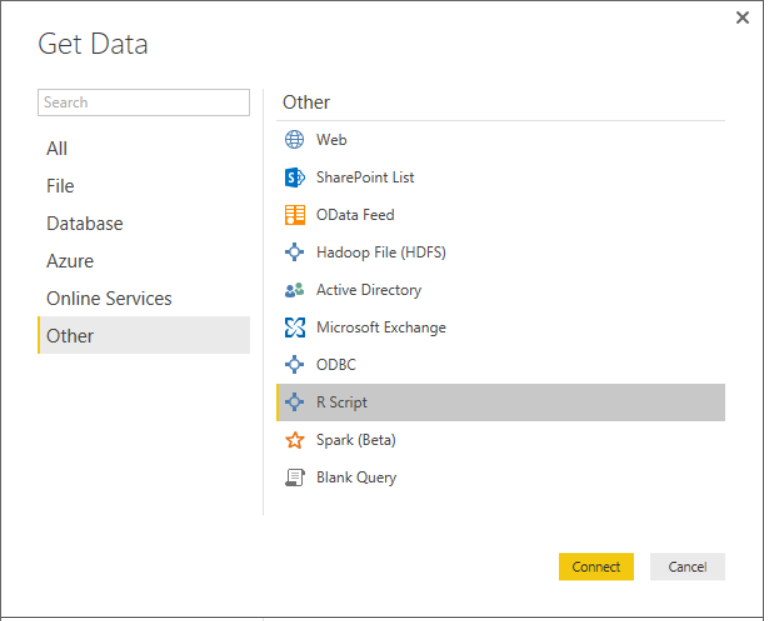 Get Data
Search
All
File
Database
Azure
Online Services
Other
Other
Web
SharePoint List
OData Feed
Hadoop File (HDFS)
Active Directory
Microsoft Exchange
ODBC
R Script
Spark (Beta)
Blank Query
Connect
Cancel